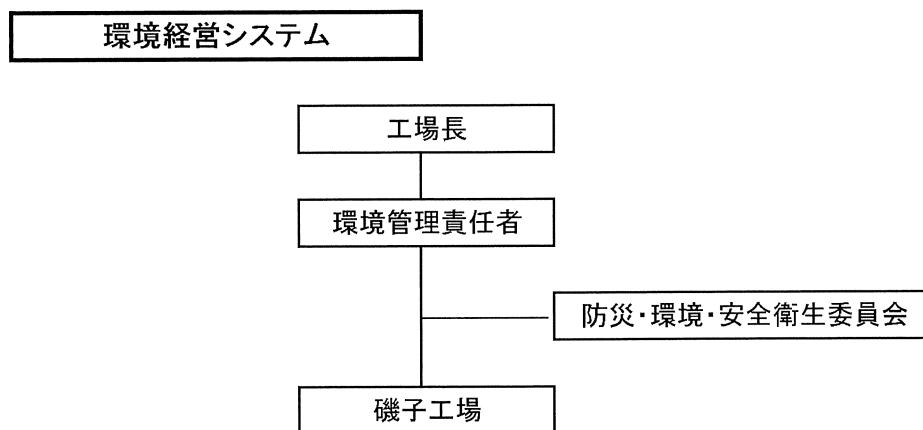 環境経営システム
工場長
環境管理責任者
防災・環境・安全衛生委員会
磯子工場